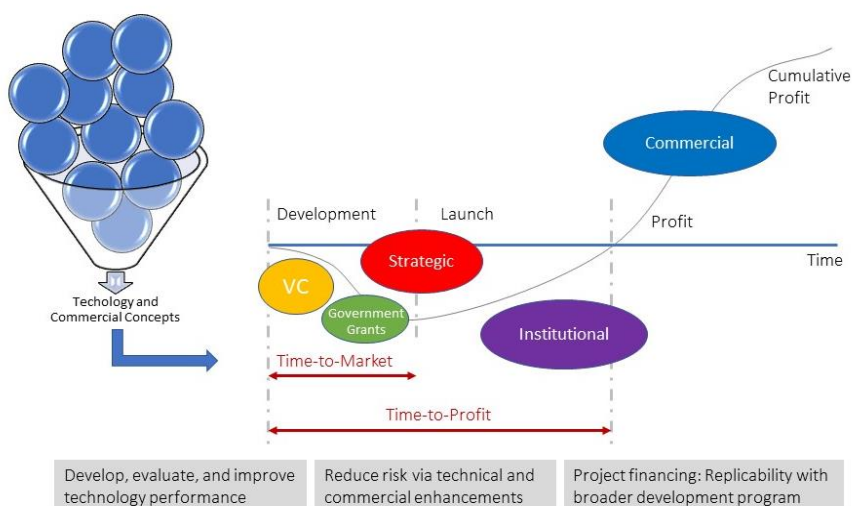 Cumulative
Profit
Commercial
Development
Launch
Profit
Strategic
Time
VC
Techology and
Commercial Concepts
Government
Grants
Institutional
Time-to-Market
Time-to-Profit
Develop, evaluate, and improve
technology performance
Reduce risk via technical and
commercial enhancements
Project financing: Replicability with
broader development program